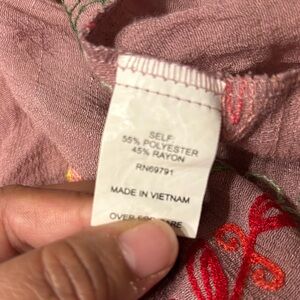 SELF:
55% POLYESTER
45% RAYON
RN69791
MADE IN VIETNAM
OVER